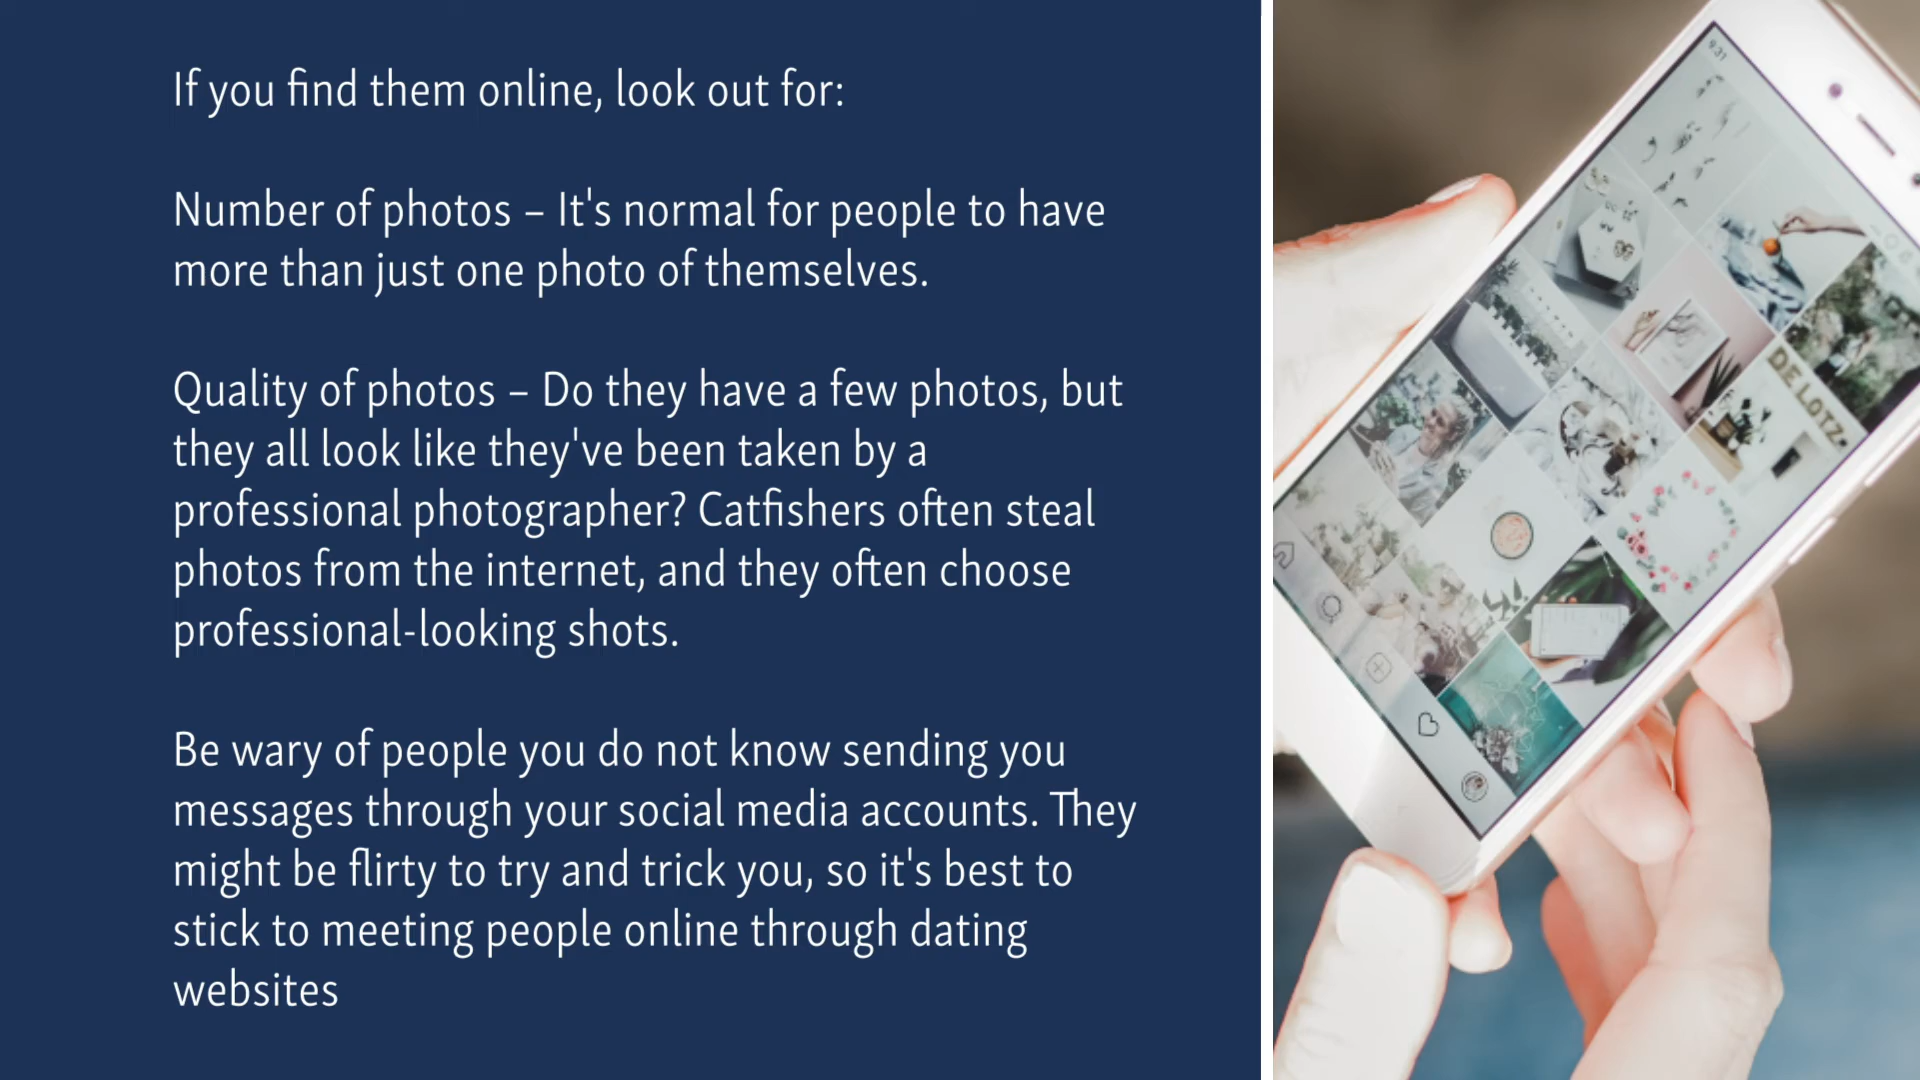 If you find them online, look out for:
Number of photos – It's normal for people to have
more than just one photo of themselves.
Quality of photos – Do they have a few photos, but
they all look like they've been taken by a
professional photographer? Catfishers often steal
photos from the internet, and they often choose
professional-looking shots.
Be wary of people you do not know sending you
messages through your social media accounts. They
might be flirty to try and trick you, so it's best to
stick to meeting people online through dating
websites
9:31
DE LOTZ.